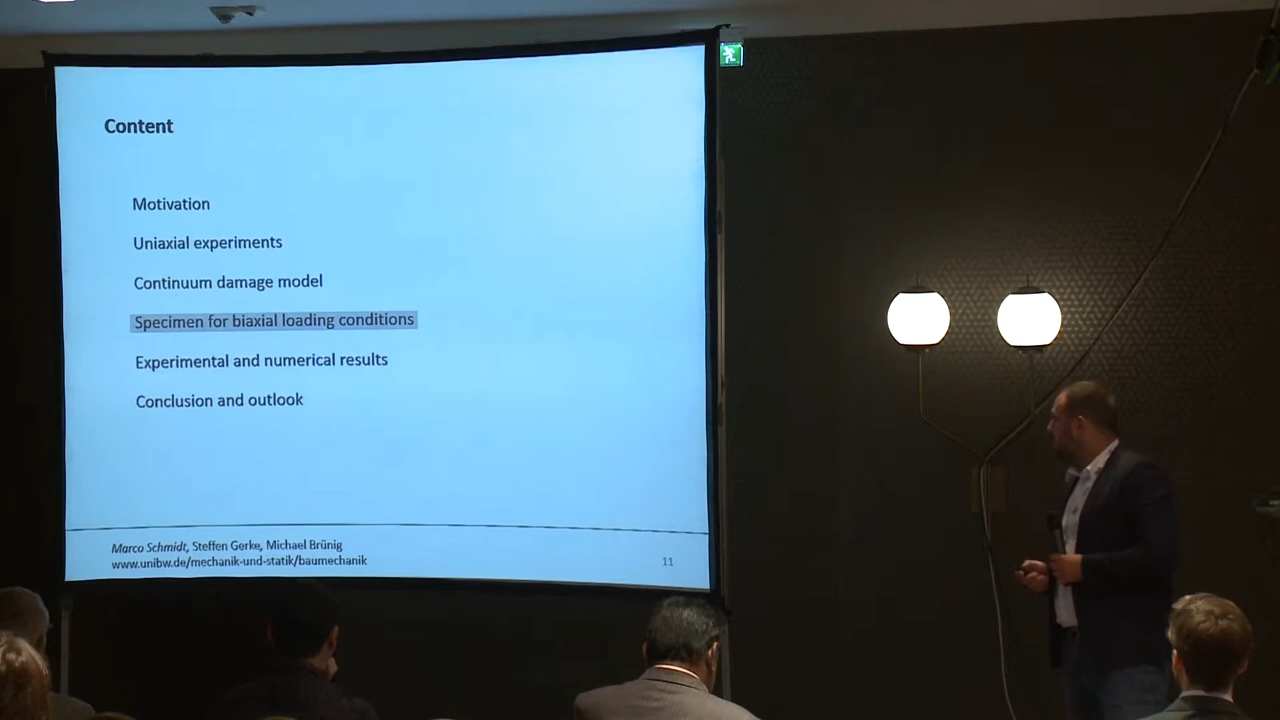 Content
Motivation
Uniaxial experiments
Continuum damage model
Specimen for biaxial loading conditions
Experimental and numerical results
Conclusion and outlook
Marco Schmidt, Steffen Gerke, Michael Brünig
www.unibw.de/mechanik-und-statik/baumechanik
11